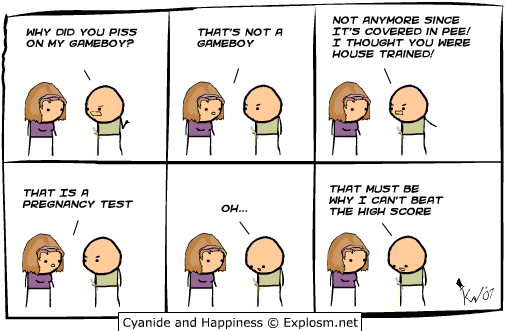 WHY DID YOU PISS
ON MY GAMEBOY?
THAT'S NOT A
GAMEBOY
NOT ANYMORE SINCE
IT'S COVERED IN PEE!
I THOUGHT YOU WERE
HOUSE TRAINED!
THAT IS A
PREGNANCY TEST
OH...
THAT MUST BE
WHY I CAN'T BEAT
THE HIGH SCORE
KW'07
Cyanide and Happiness © Explosm.net